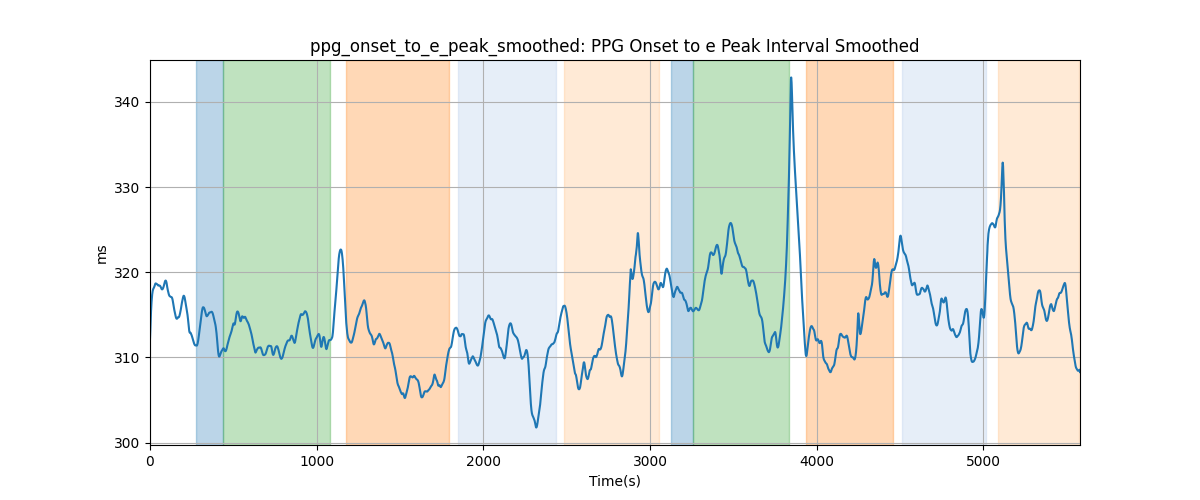 ppg_onset_to_e_peak_smoothed: PPG Onset to e Peak Interval Smoothed
340
330
320
310
300
ms
0 1000 2000 3000 4000 5000
Time(s)